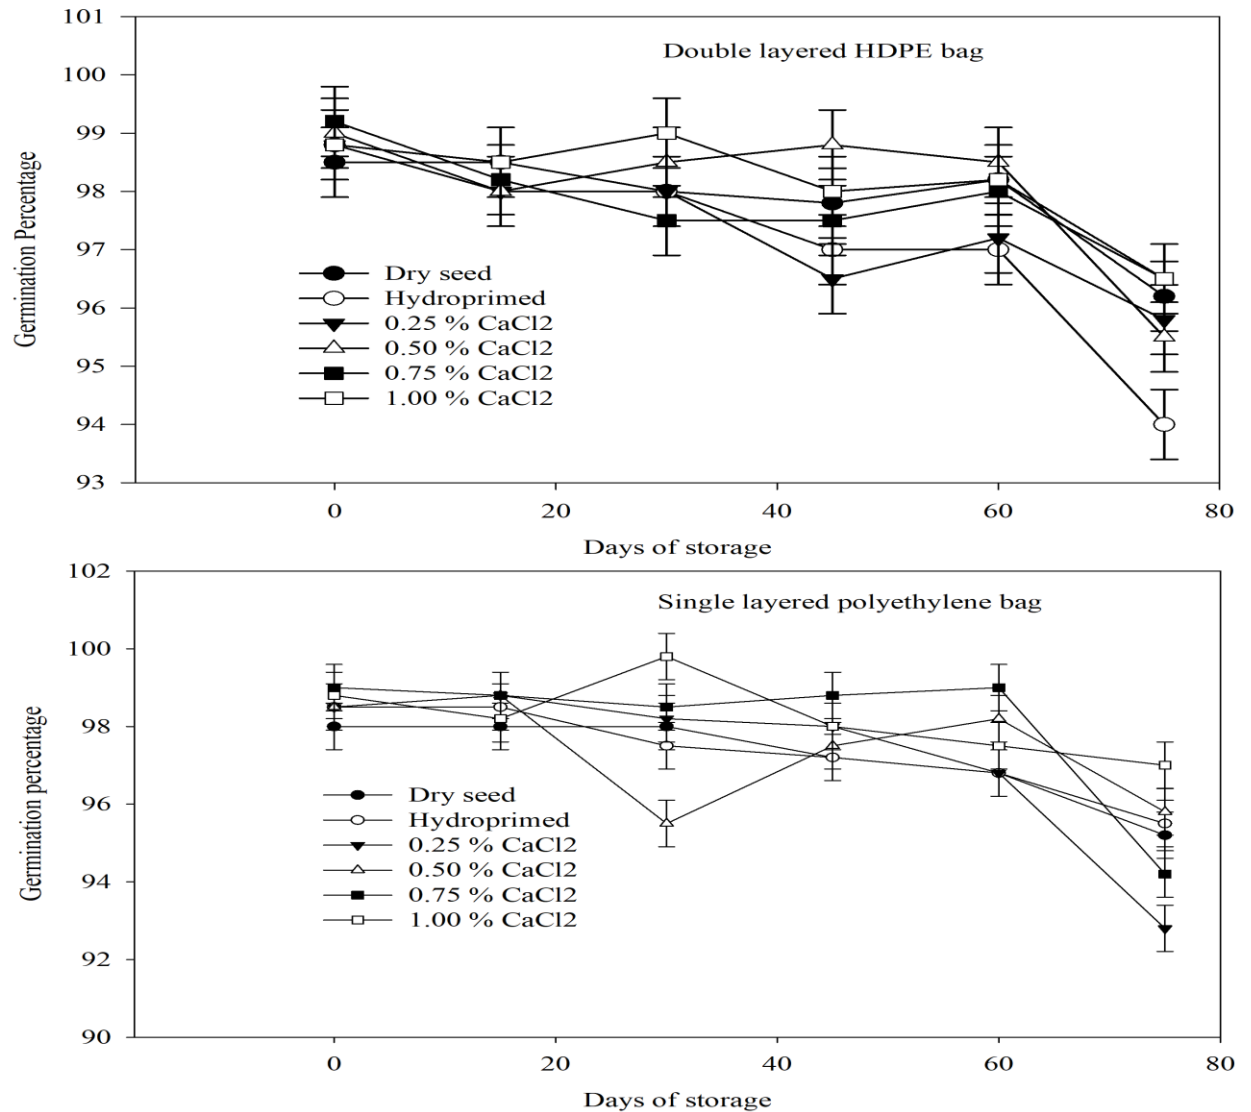 101
100
99
98
97
96
95
94
93
Germination Percentage
Double layered HDPE bag
Dry seed
Hydroprimed
0.25 % CaCl2
0.50 % CaCl2
0.75 % CaCl2
1.00 % CaCl2
0 20 40 60 80
Days of storage
102
100
98
96
94
92
90
Germination percentage
Single layered polyethylene bag
Dry seed
Hydroprimed
0.25 % CaCl2
0.50 % CaCl2
0.75 % CaCl2
1.00 % CaCl2
0 20 40 60 80
Days of storage